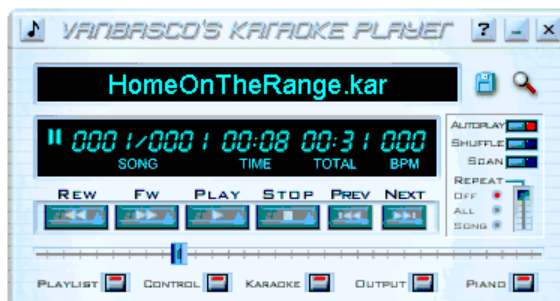 VANBASCO'S KARAOKE PLAYER ? _ X
HomeOnTheRange.kar
0001/0001 00:08 00:31 000
SONG TIME TOTAL BPM
AUTOPLAY
SHUFFLE
SCAN
REPEAT
OFF
ALL
SONG
REW FW PLAY STOP PREV NEXT
PLAYLIST CONTROL KARAOKE OUTPUT PIANO